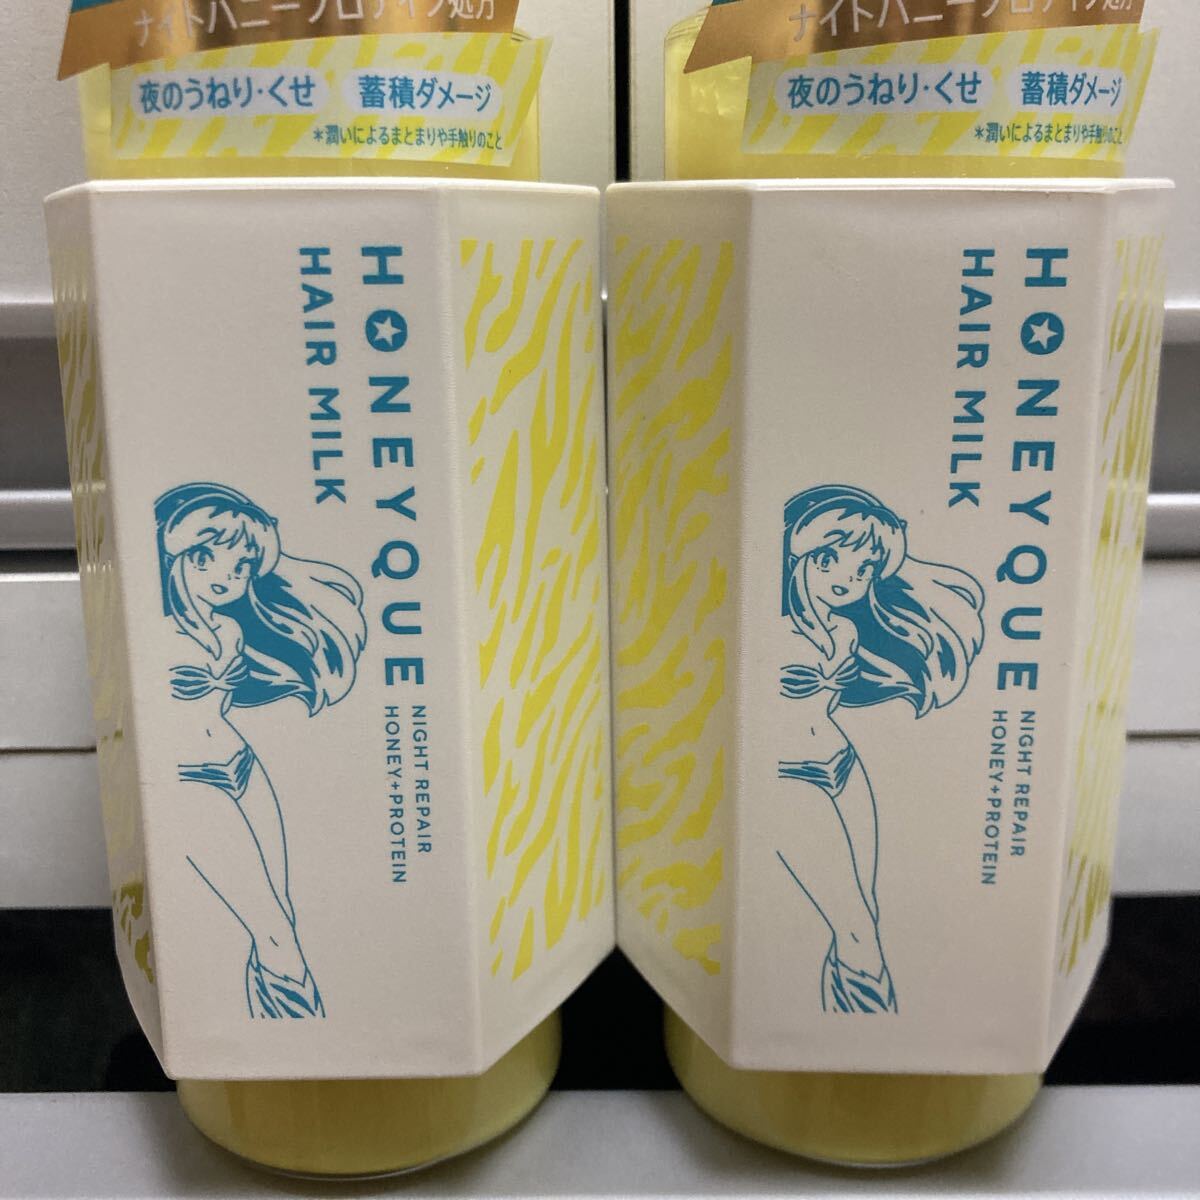 ナイトハニープロテイン処方
夜のうねり・くせ 蓄積ダメージ
*潤いによるまとまりや手触りのこと
HONEYQUE
HAIR MILK
NIGHT REPAIR
HONEY+PROTEIN
ナイトハニープロテイン処方
夜のうねり・くせ 蓄積ダメージ
*潤いによるまとまりや手触りのこと
HONEYQUE
HAIR MILK
NIGHT REPAIR
HONEY+PROTEIN